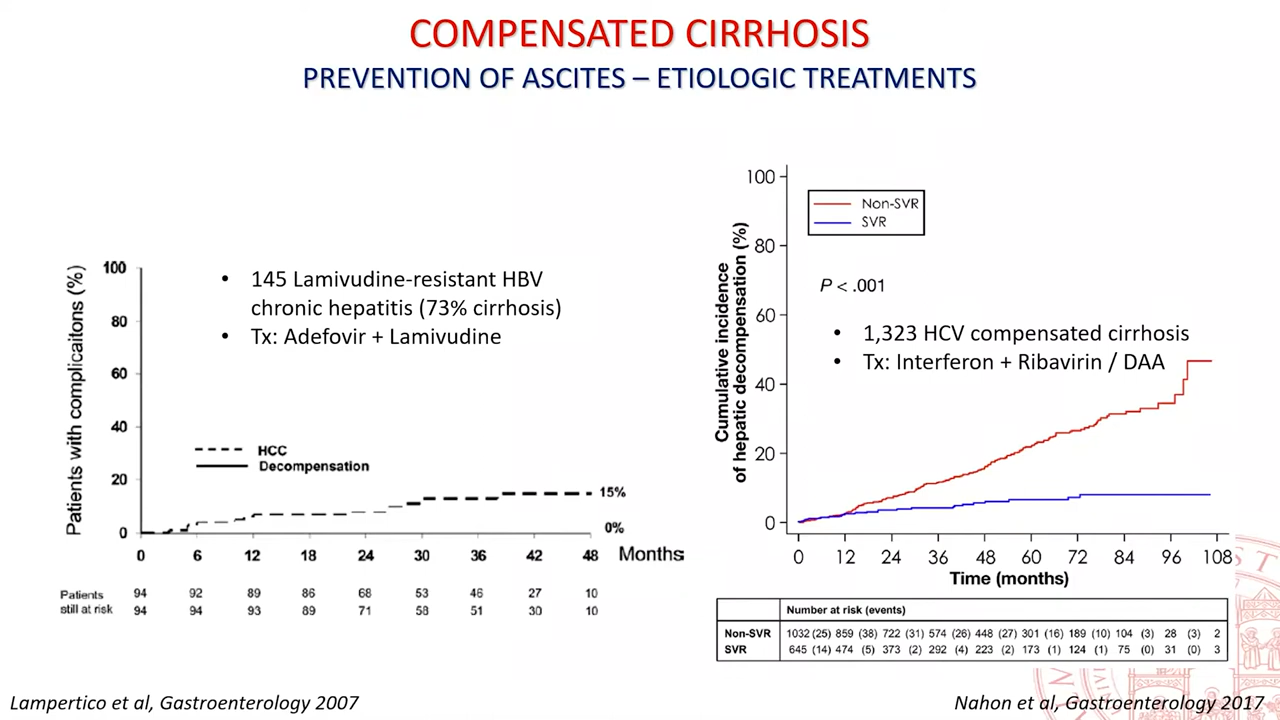 COMPENSATED CIRRHOSIS
PREVENTION OF ASCITES – ETIOLOGIC TREATMENTS
Patients with complicaitons (%)
100
80
60
40
20
0
• 145 Lamivudine-resistant HBV
chronic hepatitis (73% cirrhosis)
• Tx: Adefovir + Lamivudine
HCC
Decompensation
15%
0%
0 6 12 18 24 30 36 42 48 Months
Patients 94 92 89 86 68 53 46 27 10
still at risk 94 94 93 89 71 58 51 30 10
Cumulative incidence
of hepatic decompensation (%)
100
80
60
40
20
0
Non-SVR
SVR
P < .001
• 1,323 HCV compensated cirrhosis
• Tx: Interferon + Ribavirin / DAA
0 12 24 36 48 60 72 84 96 108
Time (months)
Number at risk (events)
Non-SVR 1032 (25) 859 (38) 722 (31) 574 (26) 448 (27) 301 (16) 189 (10) 104 (3) 28 (3) 2
SVR 645 (14) 474 (5) 373 (2) 292 (4) 223 (2) 173 (1) 124 (1) 75 (0) 31 (0) 3
Lampertico et al, Gastroenterology 2007
Nahon et al, Gastroenterology 2017